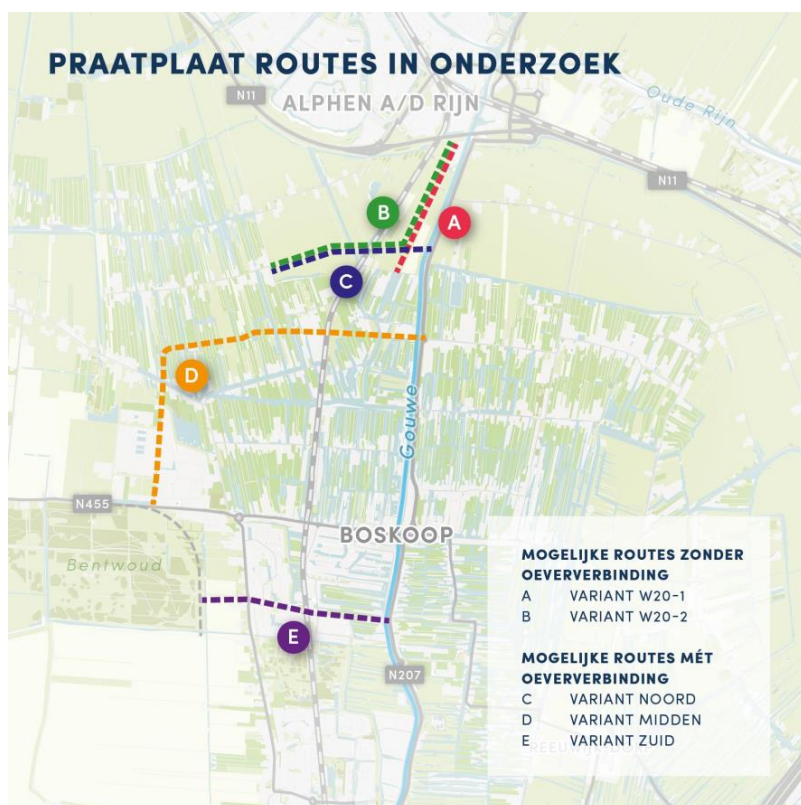 PRAATPLAAT ROUTES IN ONDERZOEK
N11
ALPHEN A/D RIJN
Oude Rijn
N11
B
A
C
D
Gouwe
N455
BOSKOOP
Bentwoud
E
N207
MOGELIJKE ROUTES ZONDER
OEVERVERBINDING
A VARIANT W20-1
B VARIANT W20-2
MOGELIJKE ROUTES MÉT
OEVERVERBINDING
C VARIANT NOORD
D VARIANT MIDDEN
E VARIANT ZUID